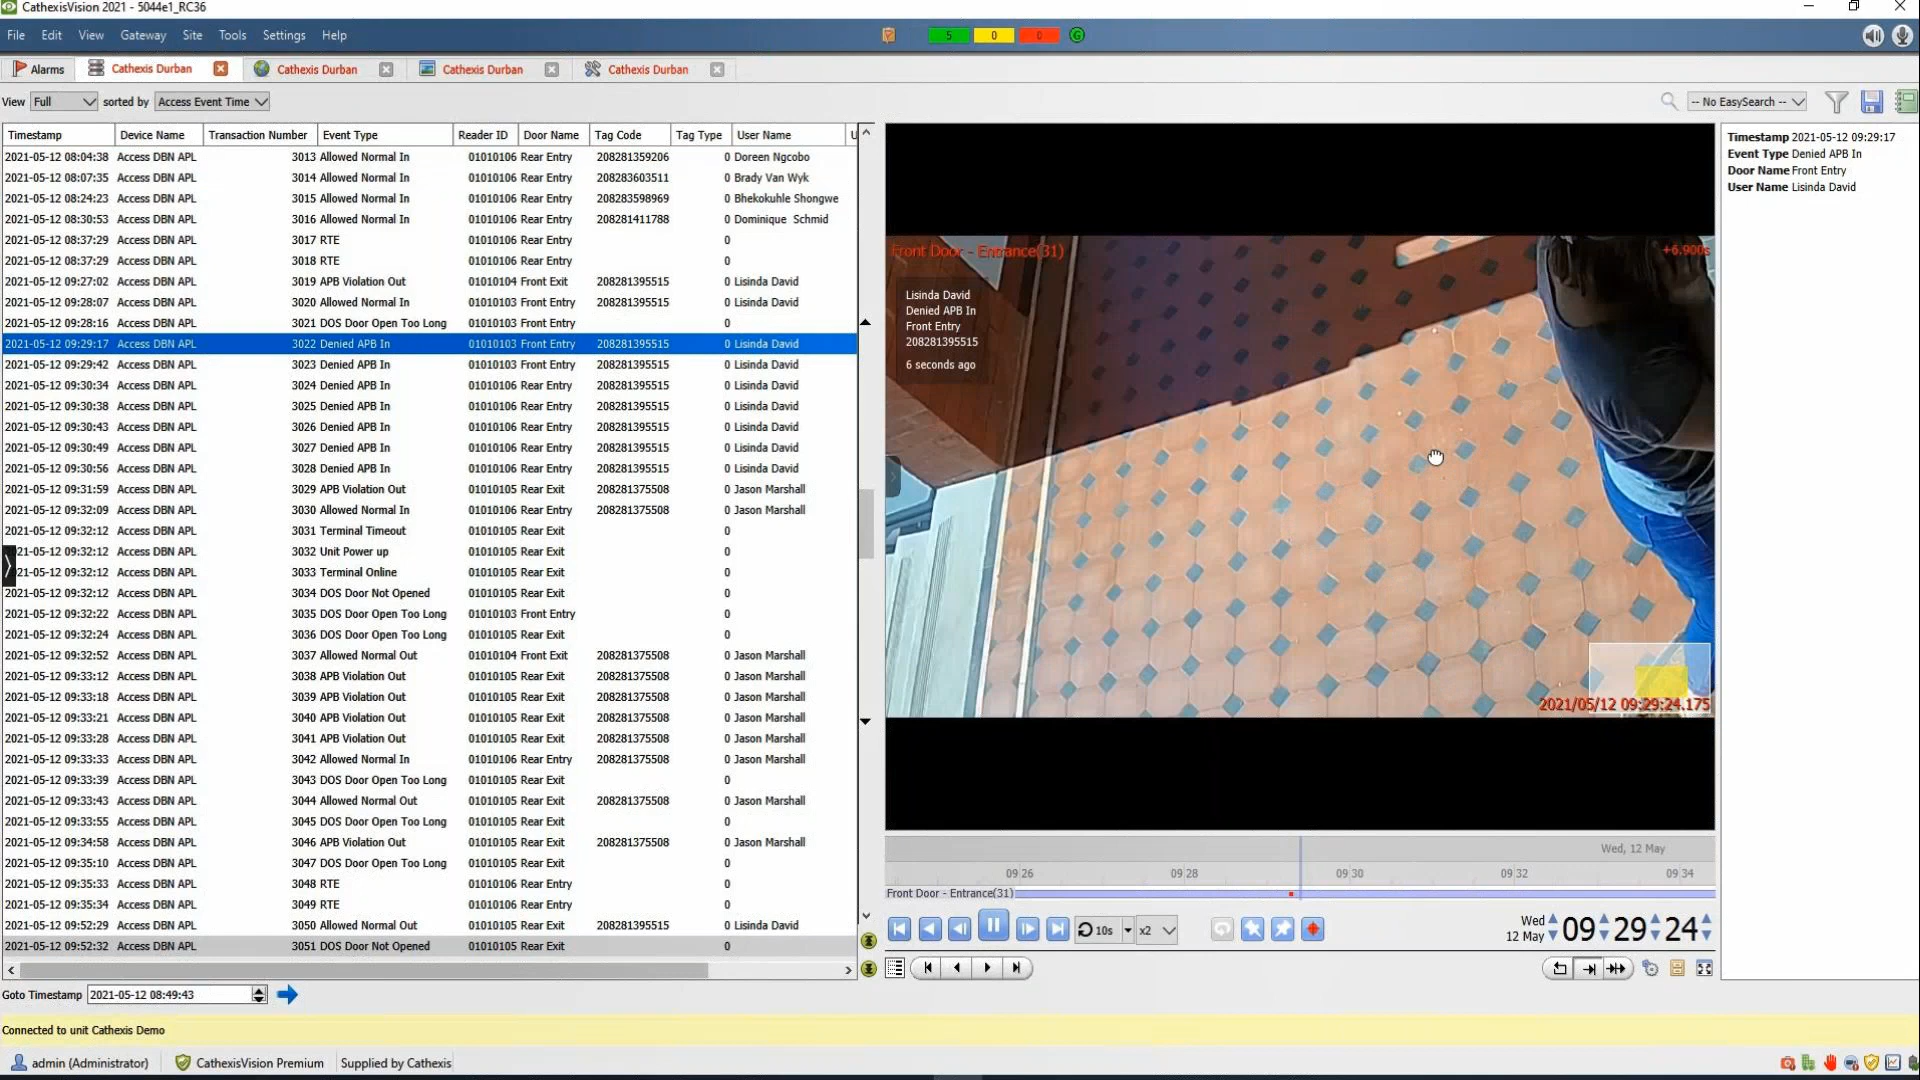 CathexisVision 2021 - 5044e1_RC36
File Edit View Gateway Site Tools Settings Help 5 0 0 G
Alarms Cathexis Durban Cathexis Durban Cathexis Durban Cathexis Durban
View Full sorted by Access Event Time -- No EasySearch --
Timestamp Device Name Transaction Number Event Type Reader ID Door Name Tag Code Tag Type User Name U
2021-05-12 08:04:38 Access DBN APL 3013 Allowed Normal In 01010106 Rear Entry 208281359206 0 Doreen Ngcobo
2021-05-12 08:07:35 Access DBN APL 3014 Allowed Normal In 01010106 Rear Entry 208283603511 0 Brady Van Wyk
2021-05-12 08:24:23 Access DBN APL 3015 Allowed Normal In 01010106 Rear Entry 208283598969 0 Bhekokuhle Shongwe
2021-05-12 08:30:53 Access DBN APL 3016 Allowed Normal In 01010106 Rear Entry 208281411788 0 Dominique Schmid
2021-05-12 08:37:29 Access DBN APL 3017 RTE 01010106 Rear Entry 0
2021-05-12 08:37:29 Access DBN APL 3018 RTE 01010106 Rear Entry 0
2021-05-12 09:27:02 Access DBN APL 3019 APB Violation Out 01010104 Front Exit 208281395515 0 Lisinda David
2021-05-12 09:28:07 Access DBN APL 3020 Allowed Normal In 01010103 Front Entry 208281395515 0 Lisinda David
2021-05-12 09:28:16 Access DBN APL 3021 DOS Door Open Too Long 01010103 Front Entry 0
2021-05-12 09:29:17 Access DBN APL 3022 Denied APB In 01010103 Front Entry 208281395515 0 Lisinda David
2021-05-12 09:29:42 Access DBN APL 3023 Denied APB In 01010103 Front Entry 208281395515 0 Lisinda David
2021-05-12 09:30:34 Access DBN APL 3024 Denied APB In 01010106 Rear Entry 208281395515 0 Lisinda David
2021-05-12 09:30:38 Access DBN APL 3025 Denied APB In 01010106 Rear Entry 208281395515 0 Lisinda David
2021-05-12 09:30:43 Access DBN APL 3026 Denied APB In 01010106 Rear Entry 208281395515 0 Lisinda David
2021-05-12 09:30:49 Access DBN APL 3027 Denied APB In 01010106 Rear Entry 208281395515 0 Lisinda David
2021-05-12 09:30:56 Access DBN APL 3028 Denied APB In 01010106 Rear Entry 208281395515 0 Lisinda David
2021-05-12 09:31:59 Access DBN APL 3029 APB Violation Out 01010105 Rear Exit 208281375508 0 Jason Marshall
2021-05-12 09:32:09 Access DBN APL 3030 Allowed Normal In 01010106 Rear Entry 208281375508 0 Jason Marshall
2021-05-12 09:32:12 Access DBN APL 3031 Terminal Timeout 01010105 Rear Exit 0
21-05-12 09:32:12 Access DBN APL 3032 Unit Power up 01010105 Rear Exit 0
21-05-12 09:32:12 Access DBN APL 3033 Terminal Online 01010105 Rear Exit 0
2021-05-12 09:32:12 Access DBN APL 3034 DOS Door Not Opened 01010105 Rear Exit 0
2021-05-12 09:32:22 Access DBN APL 3035 DOS Door Open Too Long 01010103 Front Entry 0
2021-05-12 09:32:24 Access DBN APL 3036 DOS Door Open Too Long 01010105 Rear Exit 0
2021-05-12 09:32:52 Access DBN APL 3037 Allowed Normal Out 01010104 Front Exit 208281375508 0 Jason Marshall
2021-05-12 09:33:12 Access DBN APL 3038 APB Violation Out 01010105 Rear Exit 208281375508 0 Jason Marshall
2021-05-12 09:33:18 Access DBN APL 3039 APB Violation Out 01010105 Rear Exit 208281375508 0 Jason Marshall
2021-05-12 09:33:21 Access DBN APL 3040 APB Violation Out 01010105 Rear Exit 208281375508 0 Jason Marshall
2021-05-12 09:33:28 Access DBN APL 3041 APB Violation Out 01010105 Rear Exit 208281375508 0 Jason Marshall
2021-05-12 09:33:33 Access DBN APL 3042 Allowed Normal In 01010106 Rear Entry 208281375508 0 Jason Marshall
2021-05-12 09:33:39 Access DBN APL 3043 DOS Door Open Too Long 01010105 Rear Exit 0
2021-05-12 09:33:43 Access DBN APL 3044 Allowed Normal Out 01010105 Rear Exit 208281375508 0 Jason Marshall
2021-05-12 09:33:55 Access DBN APL 3045 DOS Door Open Too Long 01010105 Rear Exit 0
2021-05-12 09:34:58 Access DBN APL 3046 APB Violation Out 01010105 Rear Exit 208281375508 0 Jason Marshall
2021-05-12 09:35:10 Access DBN APL 3047 DOS Door Open Too Long 01010105 Rear Exit 0
2021-05-12 09:35:33 Access DBN APL 3048 RTE 01010106 Rear Entry 0
2021-05-12 09:35:34 Access DBN APL 3049 RTE 01010106 Rear Entry 0
2021-05-12 09:52:29 Access DBN APL 3050 Allowed Normal Out 01010105 Rear Exit 208281395515 0 Lisinda David
2021-05-12 09:52:32 Access DBN APL 3051 DOS Door Not Opened 01010105 Rear Exit 0
Goto Timestamp 2021-05-12 08:49:43
Front Door - Entrance(31) +6.900s
Lisinda David
Denied APB In
Front Entry
208281395515
6 seconds ago
2021/05/12 09:29:24.175
Wed, 12 May
09:26 09:28 09:30 09:32 09:34
Front Door - Entrance(31)
10s x2
Wed 12 May 09 29 24
Timestamp 2021-05-12 09:29:17
Event Type Denied APB In
Door Name Front Entry
User Name Lisinda David
Connected to unit Cathexis Demo
admin (Administrator) CathexisVision Premium Supplied by Cathexis